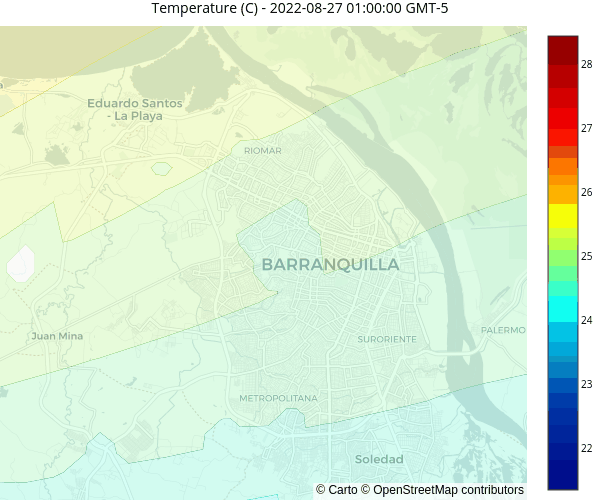 Temperature (C) - 2022-08-27 01:00:00 GMT-5
Eduardo Santos
- La Playa
RIOMAR
BARRANQUILLA
Juan Mina
SURORIENTE
PALERMO
METROPOLITANA
Soledad
© Carto © OpenStreetMap contributors
28
27
26
25
24
23
22